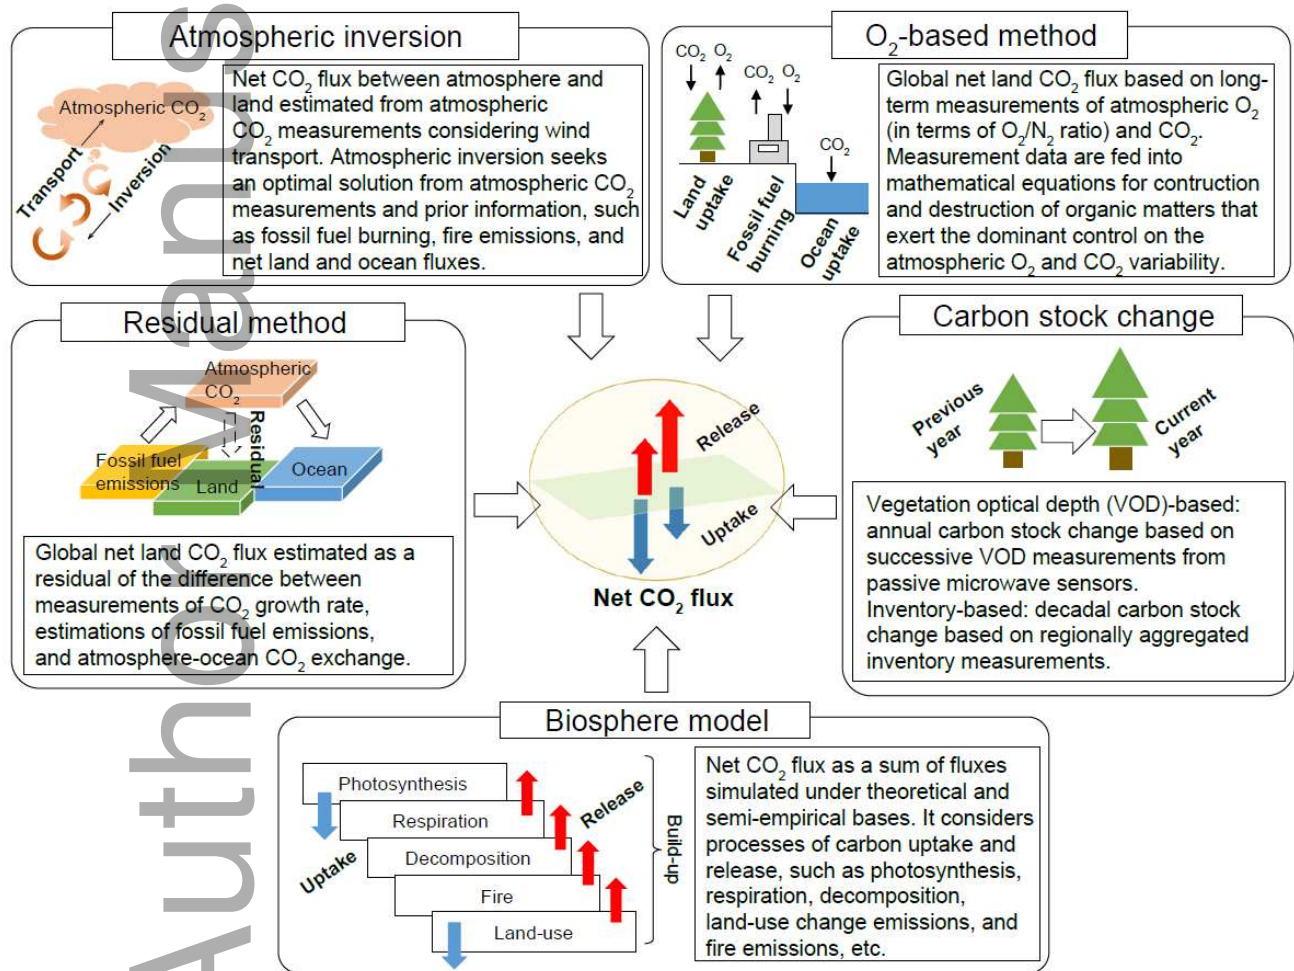 Atmospheric inversion
Atmospheric CO₂
Transport
Inversion
Net CO₂ flux between atmosphere and
land estimated from atmospheric
CO₂ measurements considering wind
transport. Atmospheric inversion seeks
an optimal solution from atmospheric CO₂
measurements and prior information, such
as fossil fuel burning, fire emissions, and
net land and ocean fluxes.
O₂-based method
CO₂ O₂
CO₂ O₂
CO₂
Land
uptake
Fossil fuel
burning
Ocean
uptake
Global net land CO₂ flux based on long-
term measurements of atmospheric O₂
(in terms of O₂/N₂ ratio) and CO₂.
Measurement data are fed into
mathematical equations for contruction
and destruction of organic matters that
exert the dominant control on the
atmospheric O₂ and CO₂ variability.
Residual method
Atmospheric
CO₂
Residual
Fossil fuel
emissions
Land
Ocean
Global net land CO₂ flux estimated as a
residual of the difference between
measurements of CO₂ growth rate,
estimations of fossil fuel emissions,
and atmosphere-ocean CO₂ exchange.
Release
Uptake
Net CO₂ flux
Carbon stock change
Previous
year
Current
year
Vegetation optical depth (VOD)-based:
annual carbon stock change based on
successive VOD measurements from
passive microwave sensors.
Inventory-based: decadal carbon stock
change based on regionally aggregated
inventory measurements.
Biosphere model
Photosynthesis
Respiration
Decomposition
Fire
Land-use
Uptake
Release
Build-up
Net CO₂ flux as a sum of fluxes
simulated under theoretical and
semi-empirical bases. It considers
processes of carbon uptake and
release, such as photosynthesis,
respiration, decomposition,
land-use change emissions, and
fire emissions, etc.
Author Manus